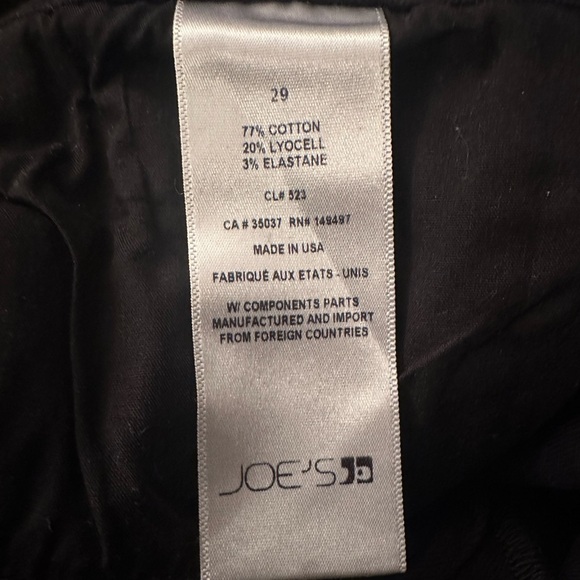 29
77% COTTON
20% LYOCELL
3% ELASTANE
CL# 523
CA # 35037 RN# 149497
MADE IN USA
FABRIQUÉ AUX ETATS - UNIS
W/ COMPONENTS PARTS
MANUFACTURED AND IMPORT
FROM FOREIGN COUNTRIES
JOE'S